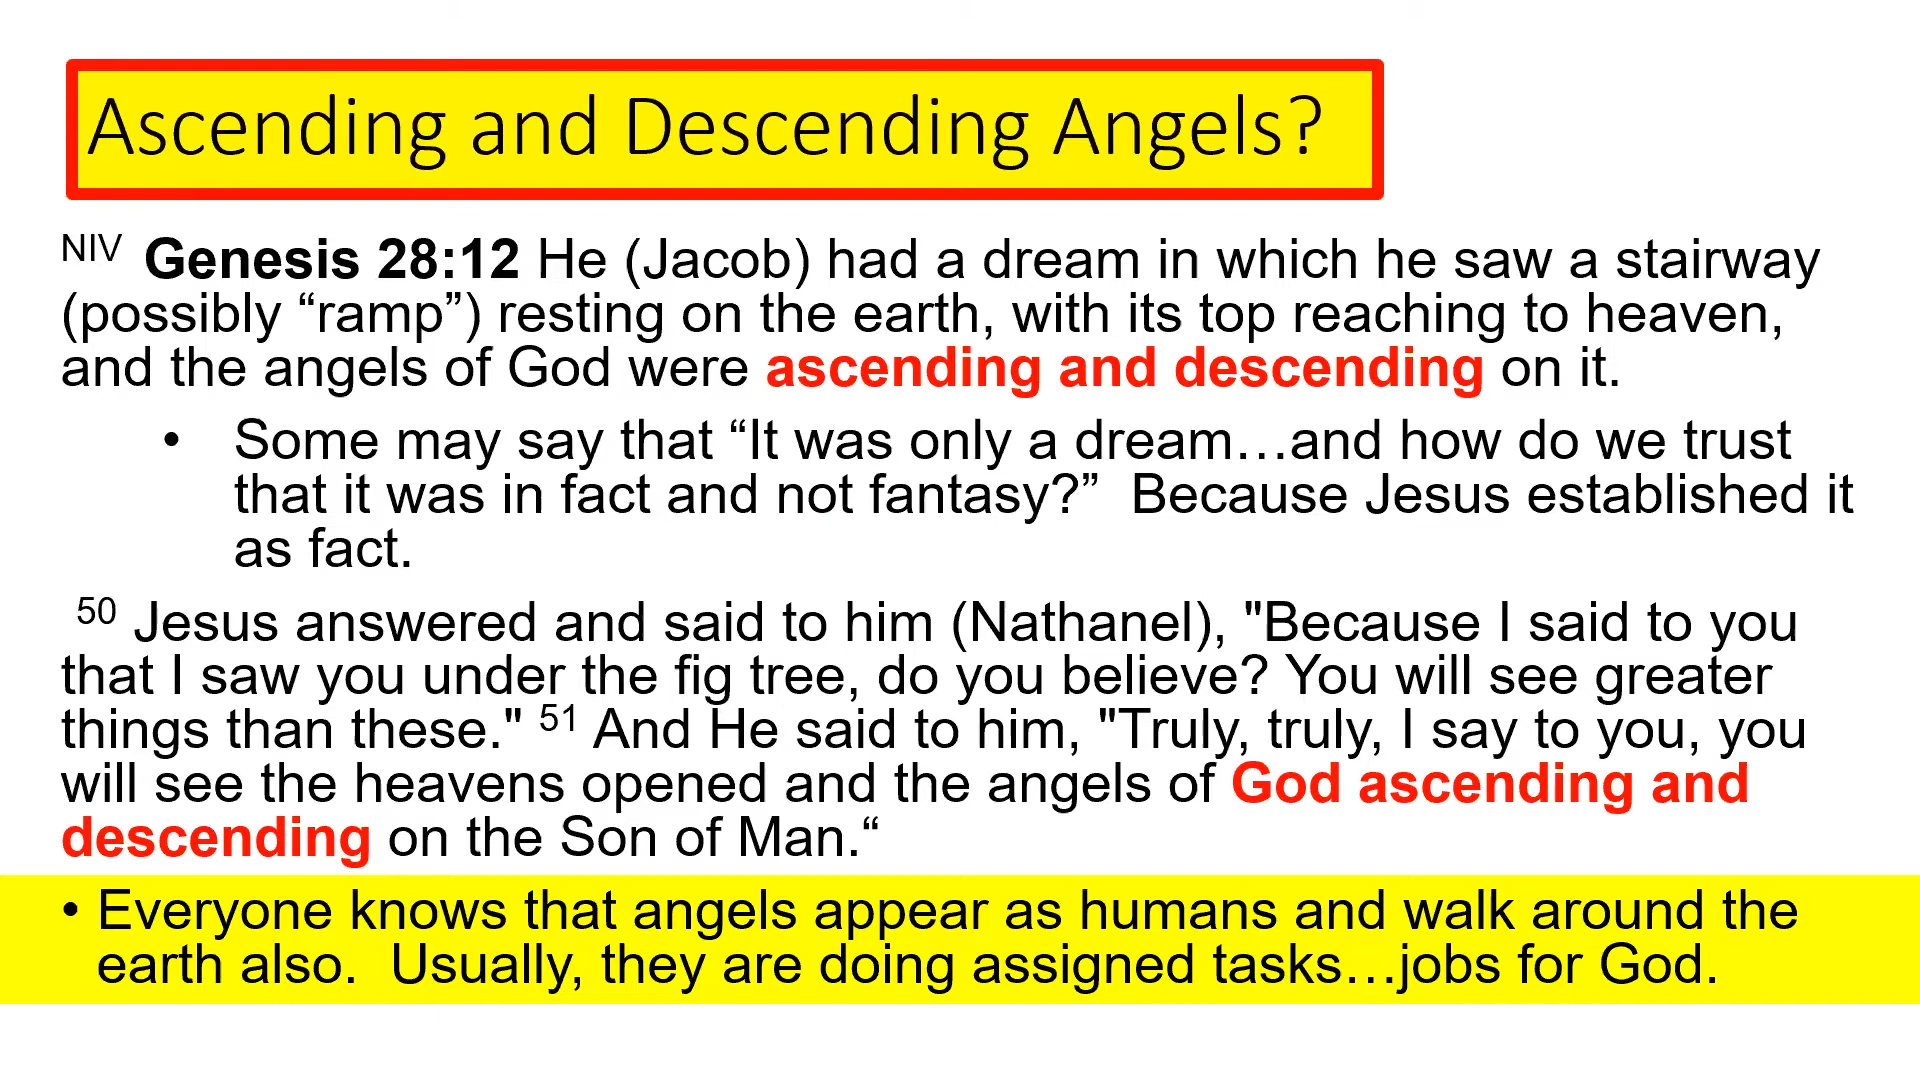 Ascending and Descending Angels?
NIV Genesis 28:12 He (Jacob) had a dream in which he saw a stairway
(possibly “ramp”) resting on the earth, with its top reaching to heaven,
and the angels of God were ascending and descending on it.
• Some may say that “It was only a dream…and how do we trust
that it was in fact and not fantasy?” Because Jesus established it
as fact.
50 Jesus answered and said to him (Nathanel), "Because I said to you
that I saw you under the fig tree, do you believe? You will see greater
things than these." 51 And He said to him, "Truly, truly, I say to you, you
will see the heavens opened and the angels of God ascending and
descending on the Son of Man.“
• Everyone knows that angels appear as humans and walk around the
earth also. Usually, they are doing assigned tasks…jobs for God.